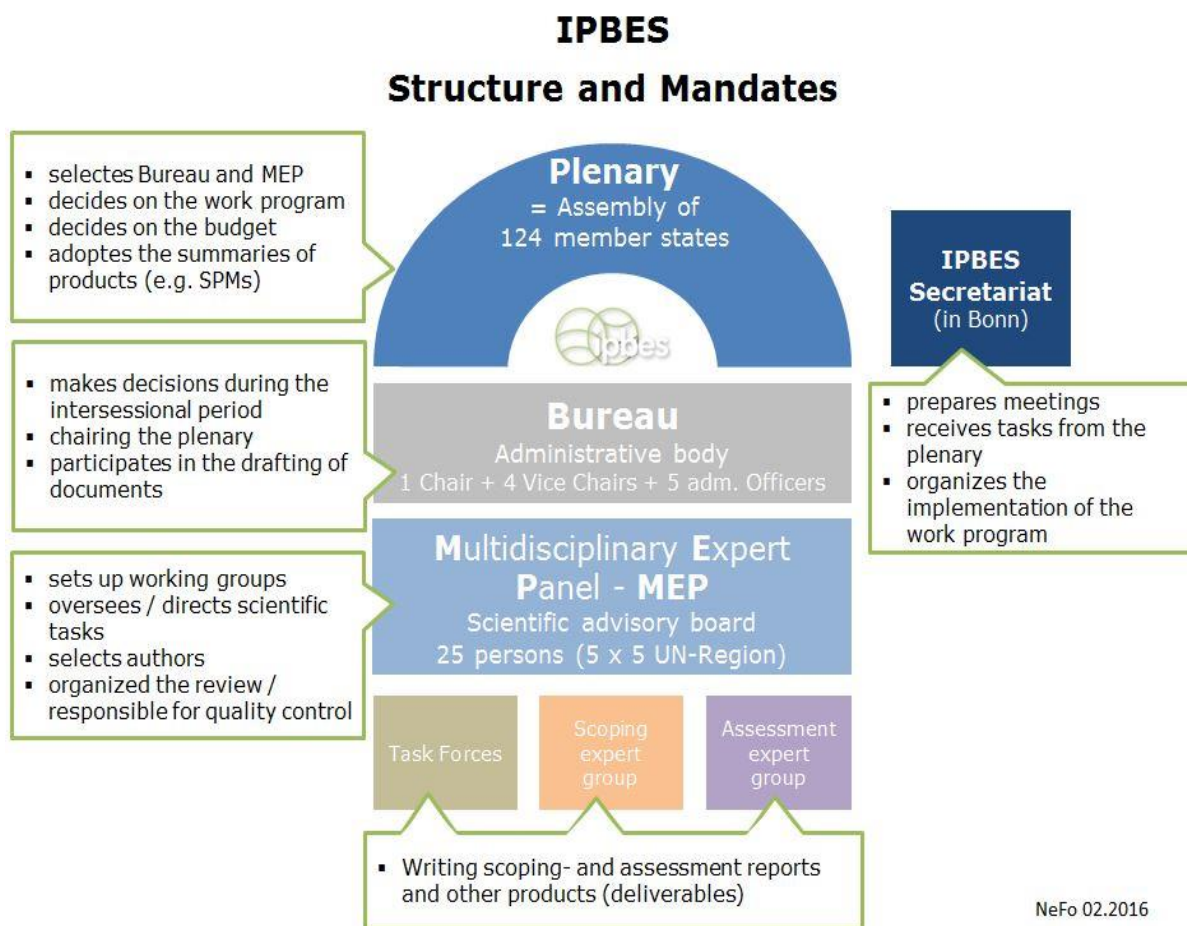 IPBES
Structure and Mandates
▪ selectes Bureau and MEP
▪ decides on the work program
▪ decides on the budget
▪ adoptes the summaries of
products (e.g. SPMs)
Plenary
= Assembly of
124 member states
ipbes
IPBES
Secretariat
(in Bonn)
▪ makes decisions during the
intersessional period
▪ chairing the plenary
▪ participates in the drafting of
documents
Bureau
Administrative body
1 Chair + 4 Vice Chairs + 5 adm. Officers
▪ prepares meetings
▪ receives tasks from the
plenary
▪ organizes the
implementation of the
work program
▪ sets up working groups
▪ oversees / directs scientific
tasks
▪ selects authors
▪ organized the review /
responsible for quality control
Multidisciplinary Expert
Panel - MEP
Scientific advisory board
25 persons (5 x 5 UN-Region)
Task Forces
Scoping
expert
group
Assessment
expert
group
▪ Writing scoping- and assessment reports
and other products (deliverables)
NeFo 02.2016